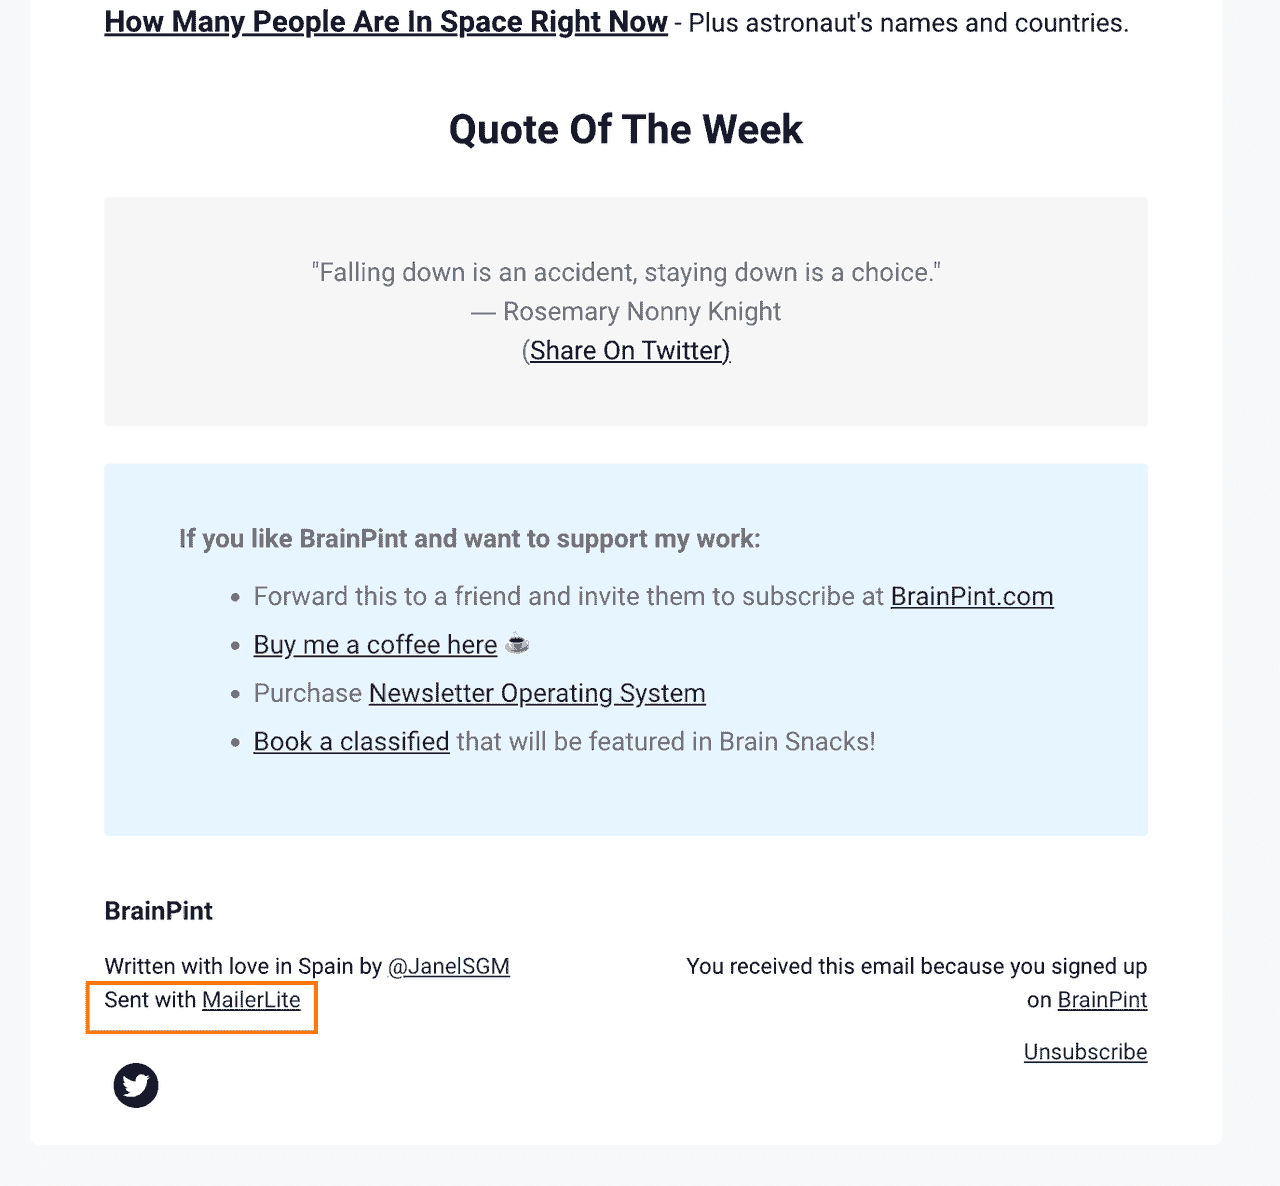 How Many People Are In Space Right Now - Plus astronaut's names and countries.
Quote Of The Week
"Falling down is an accident, staying down is a choice."
— Rosemary Nonny Knight
(Share On Twitter)
If you like BrainPint and want to support my work:
• Forward this to a friend and invite them to subscribe at BrainPint.com
• Buy me a coffee here ☕
• Purchase Newsletter Operating System
• Book a classified that will be featured in Brain Snacks!
BrainPint
Written with love in Spain by @JanelSGM
Sent with MailerLite
You received this email because you signed up
on BrainPint
Unsubscribe